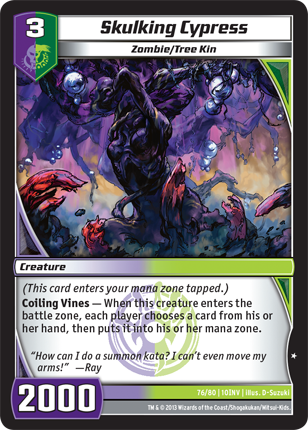 3
Skulking Cypress
Zombie/Tree Kin
Creature
(This card enters your mana zone tapped.)
Coiling Vines — When this creature enters the
battle zone, each player chooses a card from his or
her hand, then puts it into his or her mana zone.
"How can I do a summon kata? I can't even move my
arms!" —Ray
2000
76/80 | 10INV | illus. D-Suzuki
TM & © 2013 Wizards of the Coast/Shogakukan/Mitsui-Kids.